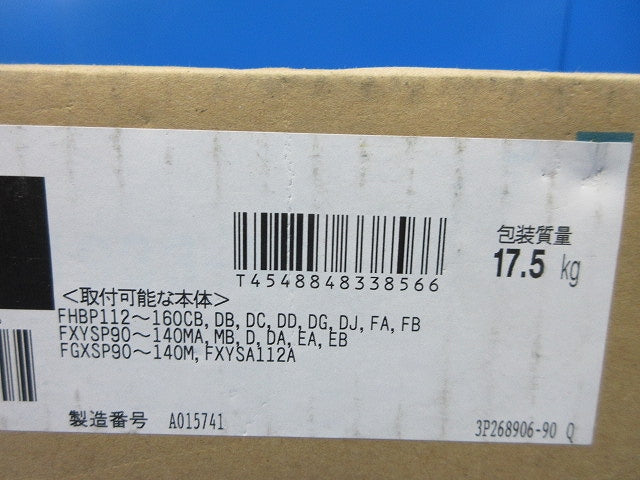 T4548848338566
包装質量
17.5 kg
<取付可能な本体>
FHBP112~160CB, DB, DC, DD, DG, DJ, FA, FB
FXYSP90~140MA, MB, D, DA, EA, EB
FGXSP90~140M, FXYSA112A
製造番号 A015741
3P268906-90 Q